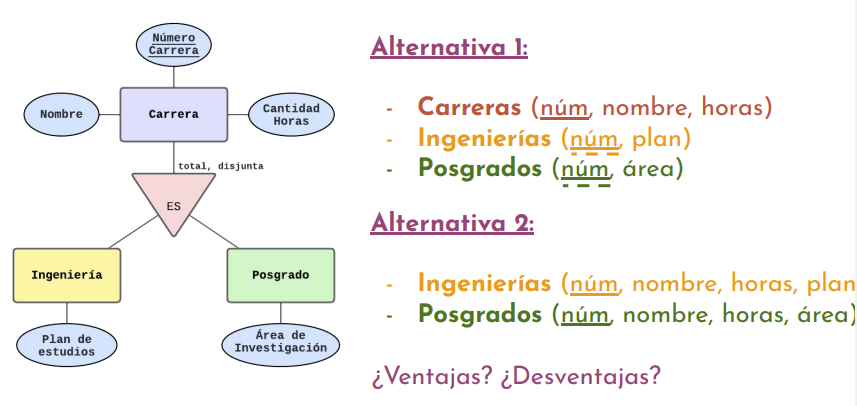 Número
Carrera
Nombre
Carrera
Cantidad
Horas
total, disjunta
ES
Ingeniería
Posgrado
Plan de
estudios
Área de
Investigación
Alternativa 1:
- Carreras (núm, nombre, horas)
- Ingenierías (núm, plan)
- Posgrados (núm, área)
Alternativa 2:
- Ingenierías (núm, nombre, horas, plan
- Posgrados (núm, nombre, horas, área)
¿Ventajas? ¿Desventajas?